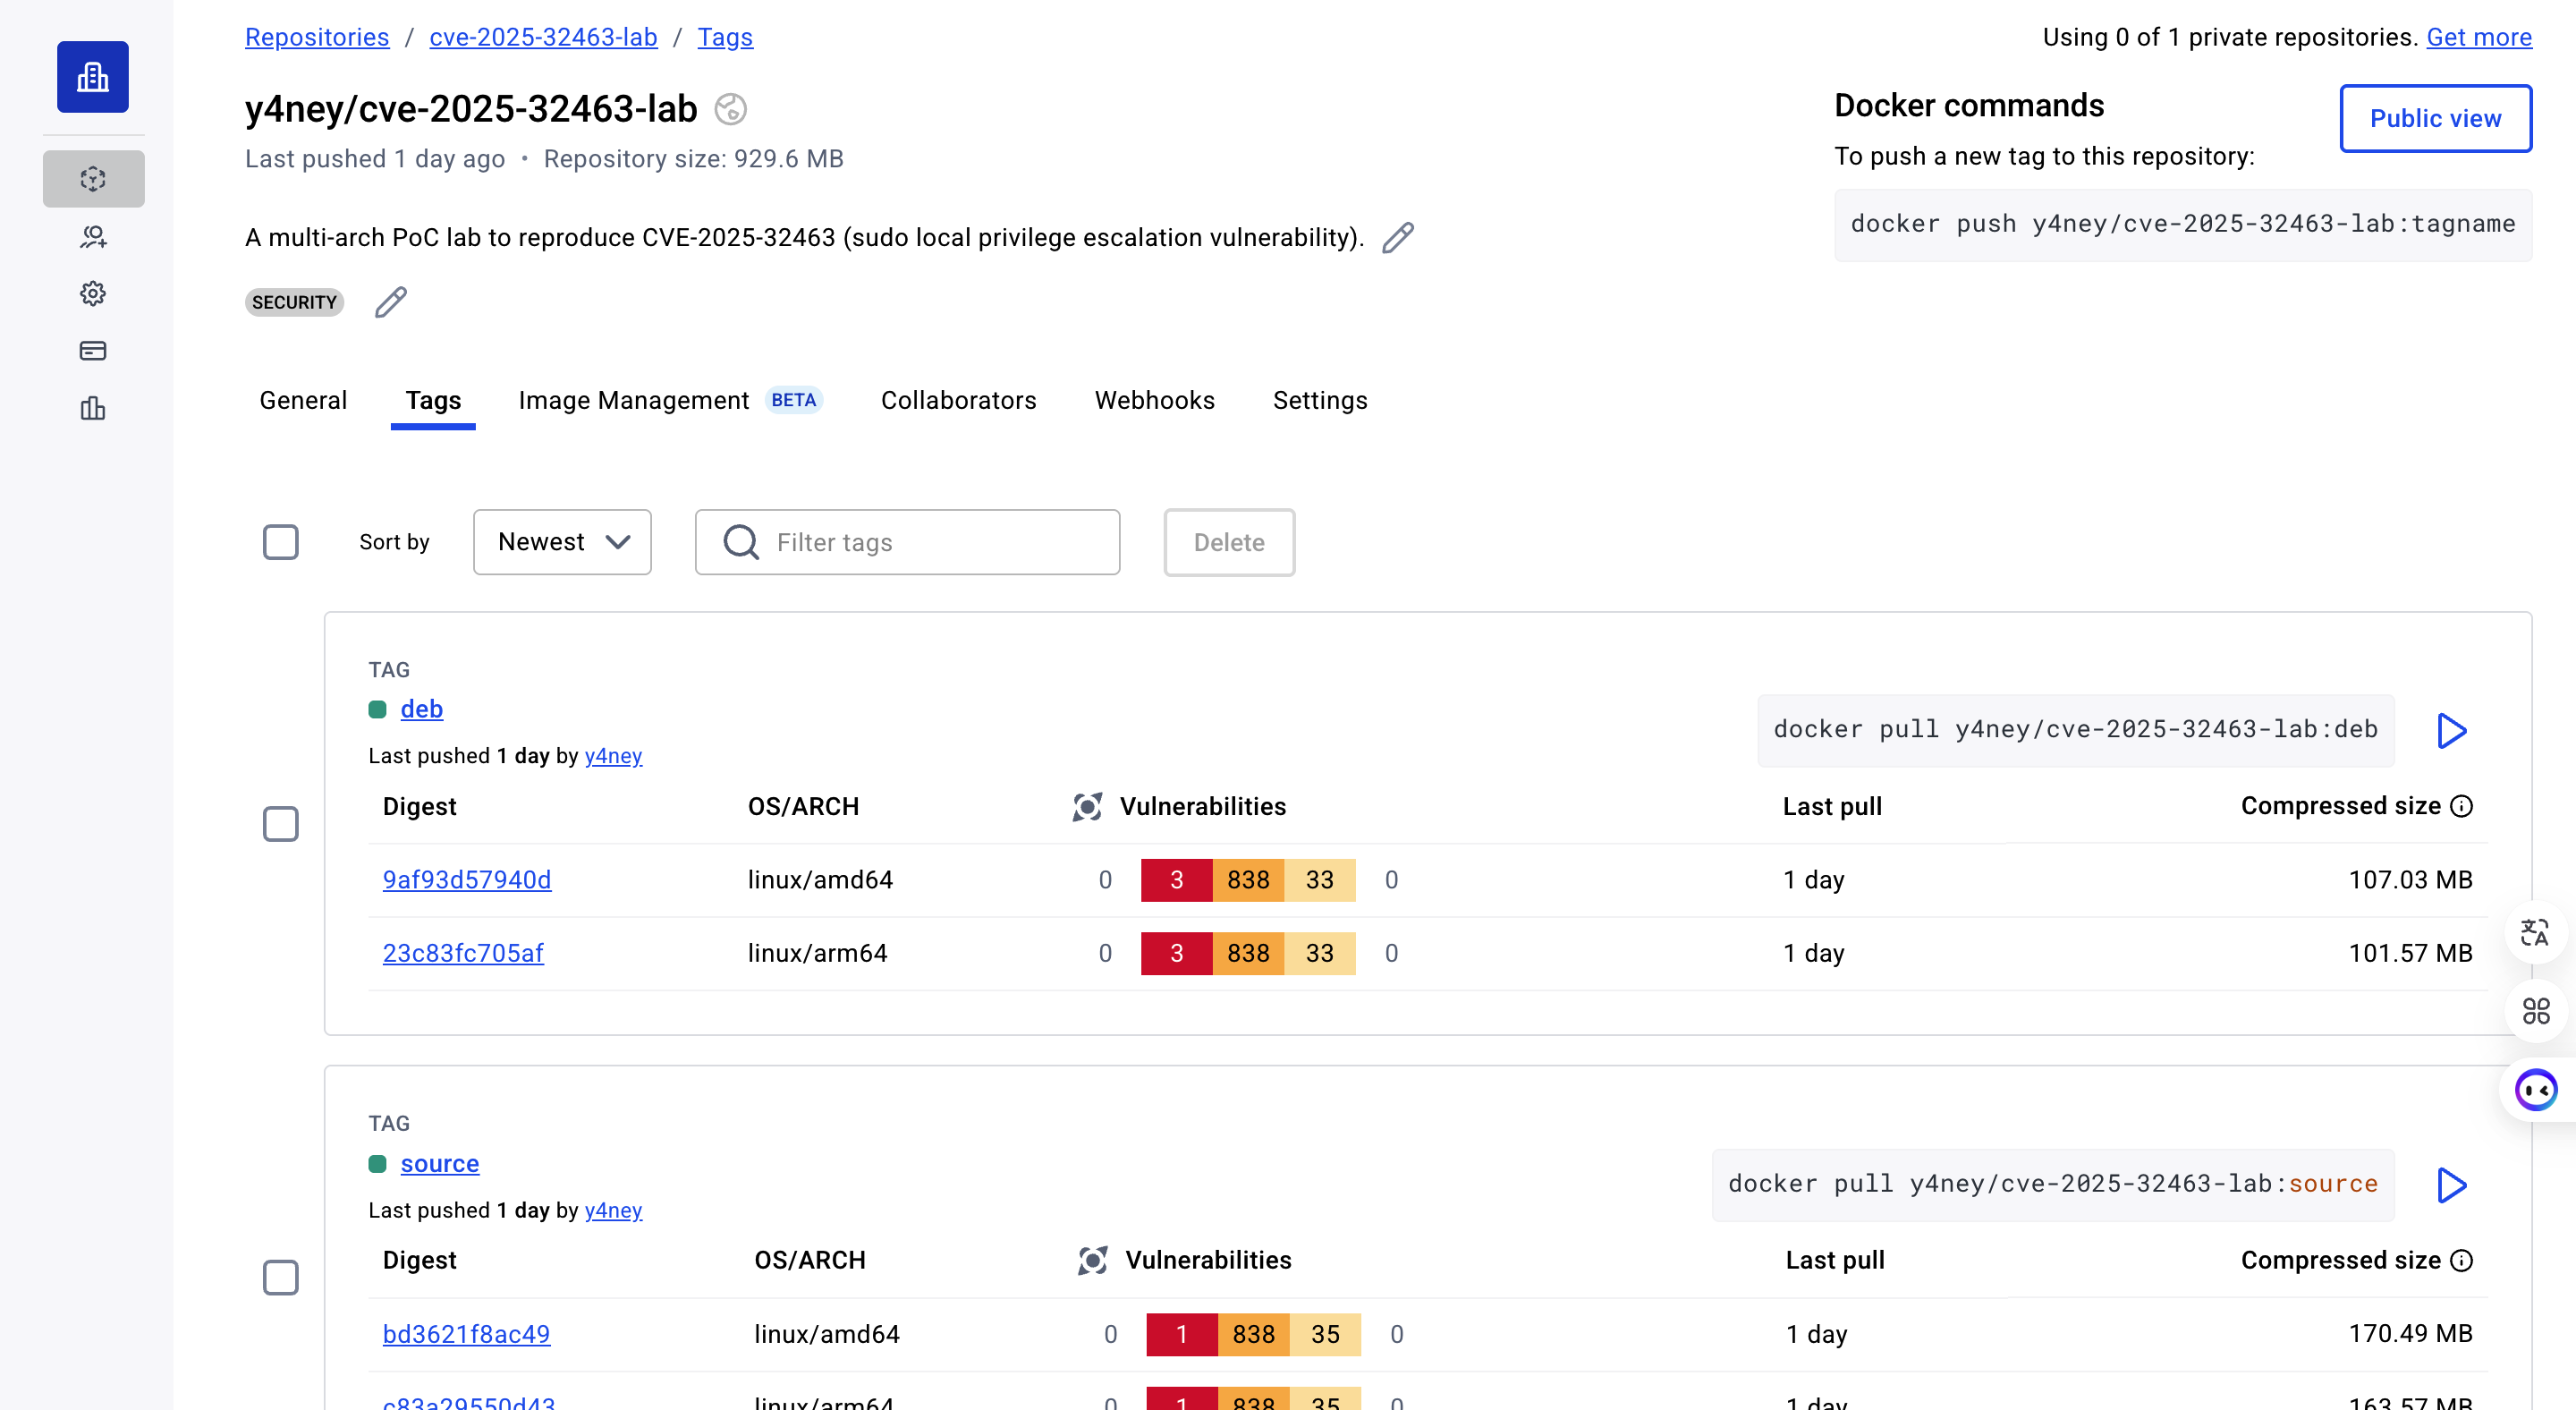 Repositories / cve-2025-32463-lab / Tags
Using 0 of 1 private repositories. Get more
y4ney/cve-2025-32463-lab
Last pushed 1 day ago • Repository size: 929.6 MB
Docker commands
Public view
To push a new tag to this repository:
docker push y4ney/cve-2025-32463-lab:tagname
A multi-arch PoC lab to reproduce CVE-2025-32463 (sudo local privilege escalation vulnerability).
SECURITY
General Tags Image Management BETA Collaborators Webhooks Settings
Sort by Newest Filter tags Delete
TAG
deb
docker pull y4ney/cve-2025-32463-lab:deb
Last pushed 1 day by y4ney
Digest OS/ARCH Vulnerabilities Last pull Compressed size
9af93d57940d linux/amd64 0 3 838 33 0 1 day 107.03 MB
23c83fc705af linux/arm64 0 3 838 33 0 1 day 101.57 MB
TAG
source
docker pull y4ney/cve-2025-32463-lab:source
Last pushed 1 day by y4ney
Digest OS/ARCH Vulnerabilities Last pull Compressed size
bd3621f8ac49 linux/amd64 0 1 838 35 0 1 day 170.49 MB
c83a29550d43 linux/arm64 0 1 838 35 0 1 day 163.57 MB